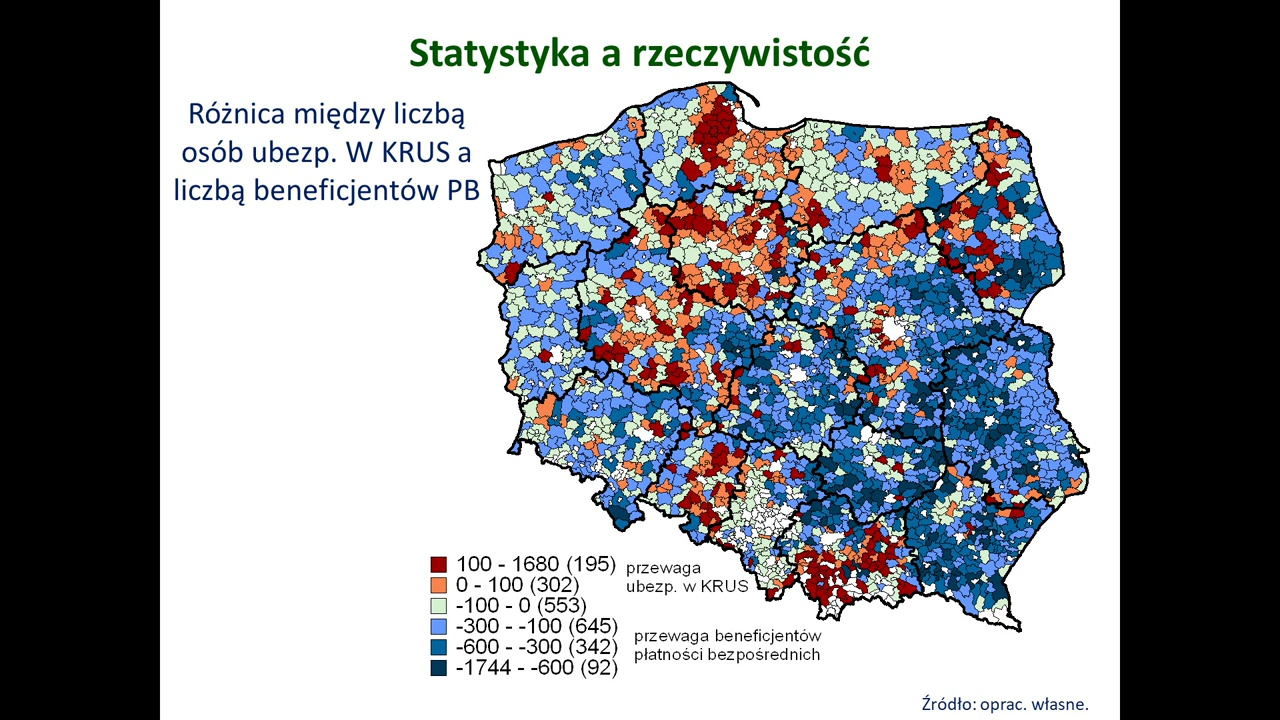 Statystyka a rzeczywistość
Różnica między liczbą
osób ubezp. W KRUS a
liczbą beneficjentów PB
100 - 1680 (195)
0 - 100 (302)
-100 - 0 (553)
-300 - -100 (645)
-600 - -300 (342)
-1744 - -600 (92)
przewaga
ubezp. w KRUS
przewaga beneficjentów
płatności bezpośrednich
Źródło: oprac. własne.